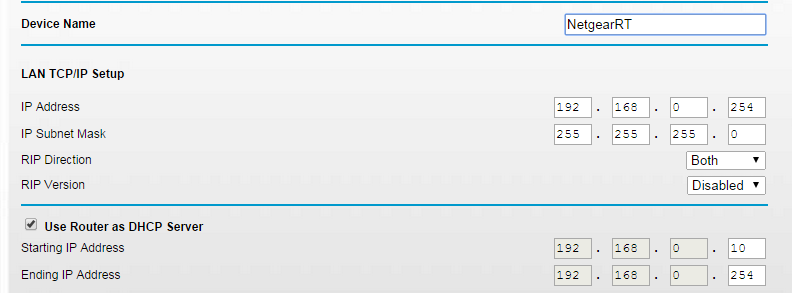 Device Name NetgearRT
LAN TCP/IP Setup
IP Address 192 . 168 . 0 . 254
IP Subnet Mask 255 . 255 . 255 . 0
RIP Direction Both
RIP Version Disabled
Use Router as DHCP Server
Starting IP Address 192 . 168 . 0 . 10
Ending IP Address 192 . 168 . 0 . 254